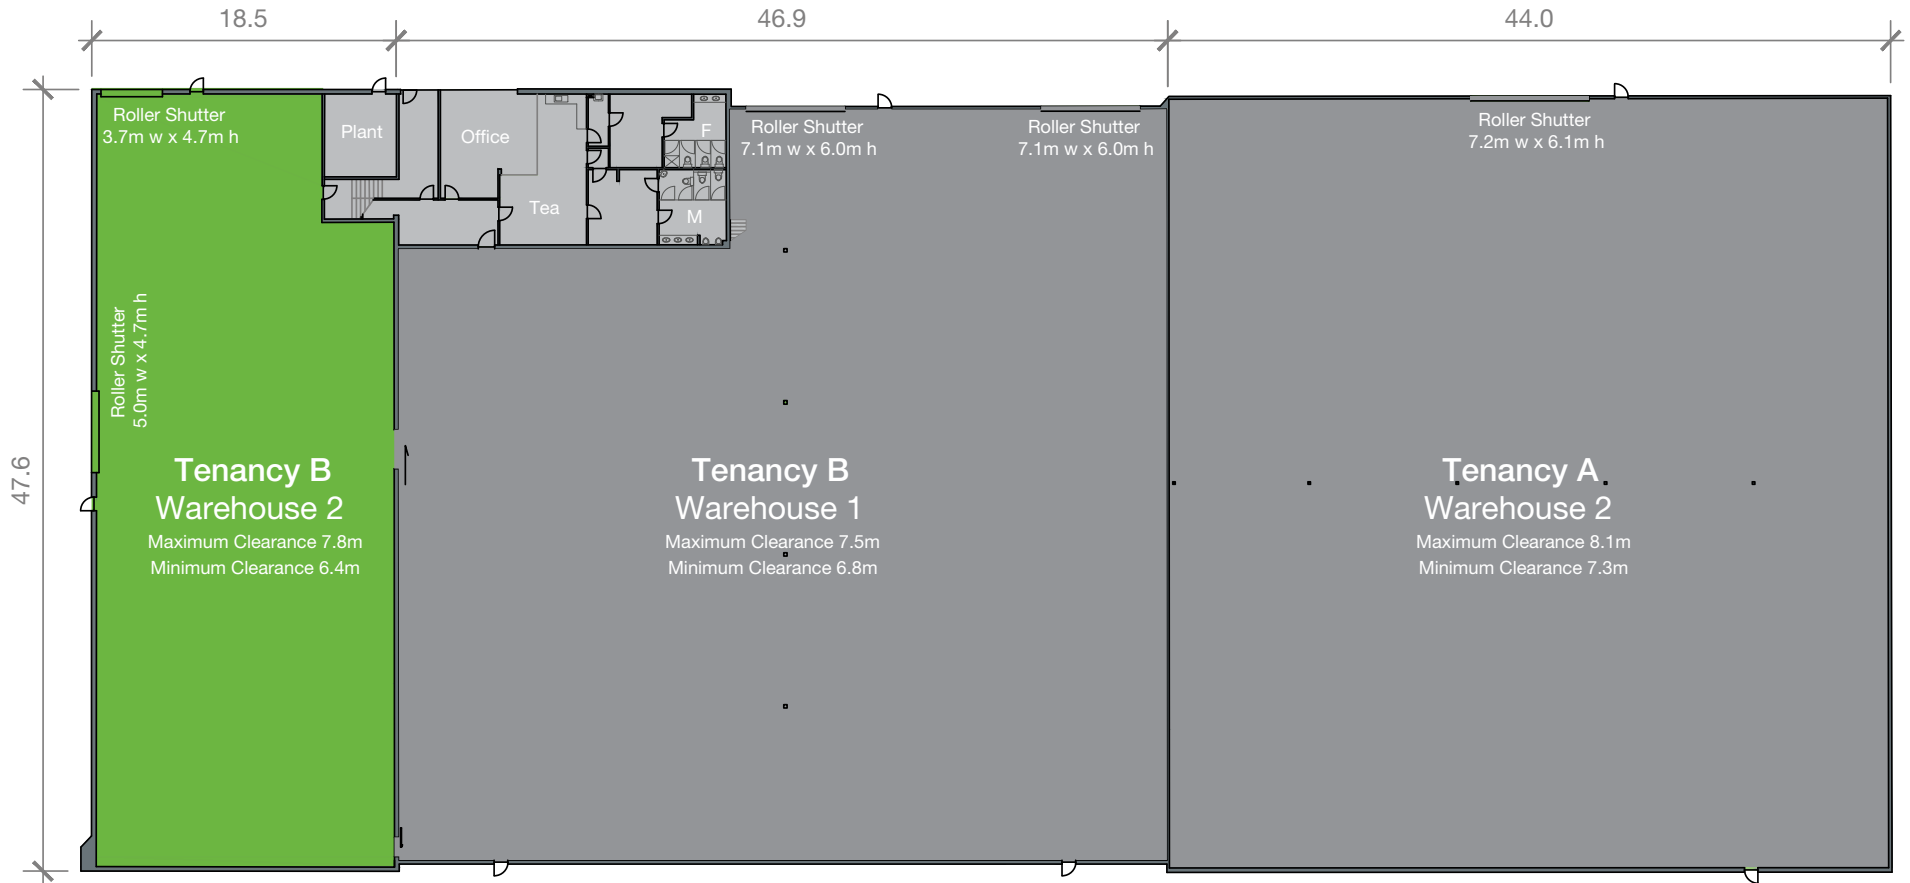 18.5
46.9
44.0
47.6
Roller Shutter
3.7m w x 4.7m h
Plant
Office
Tea
F
M
Roller Shutter
7.1m w x 6.0m h
Roller Shutter
7.1m w x 6.0m h
Roller Shutter
7.2m w x 6.1m h
Roller Shutter
5.0m w x 4.7m h
Tenancy B
Warehouse 2
Maximum Clearance 7.8m
Minimum Clearance 6.4m
Tenancy B
Warehouse 1
Maximum Clearance 7.5m
Minimum Clearance 6.8m
Tenancy A
Warehouse 2
Maximum Clearance 8.1m
Minimum Clearance 7.3m